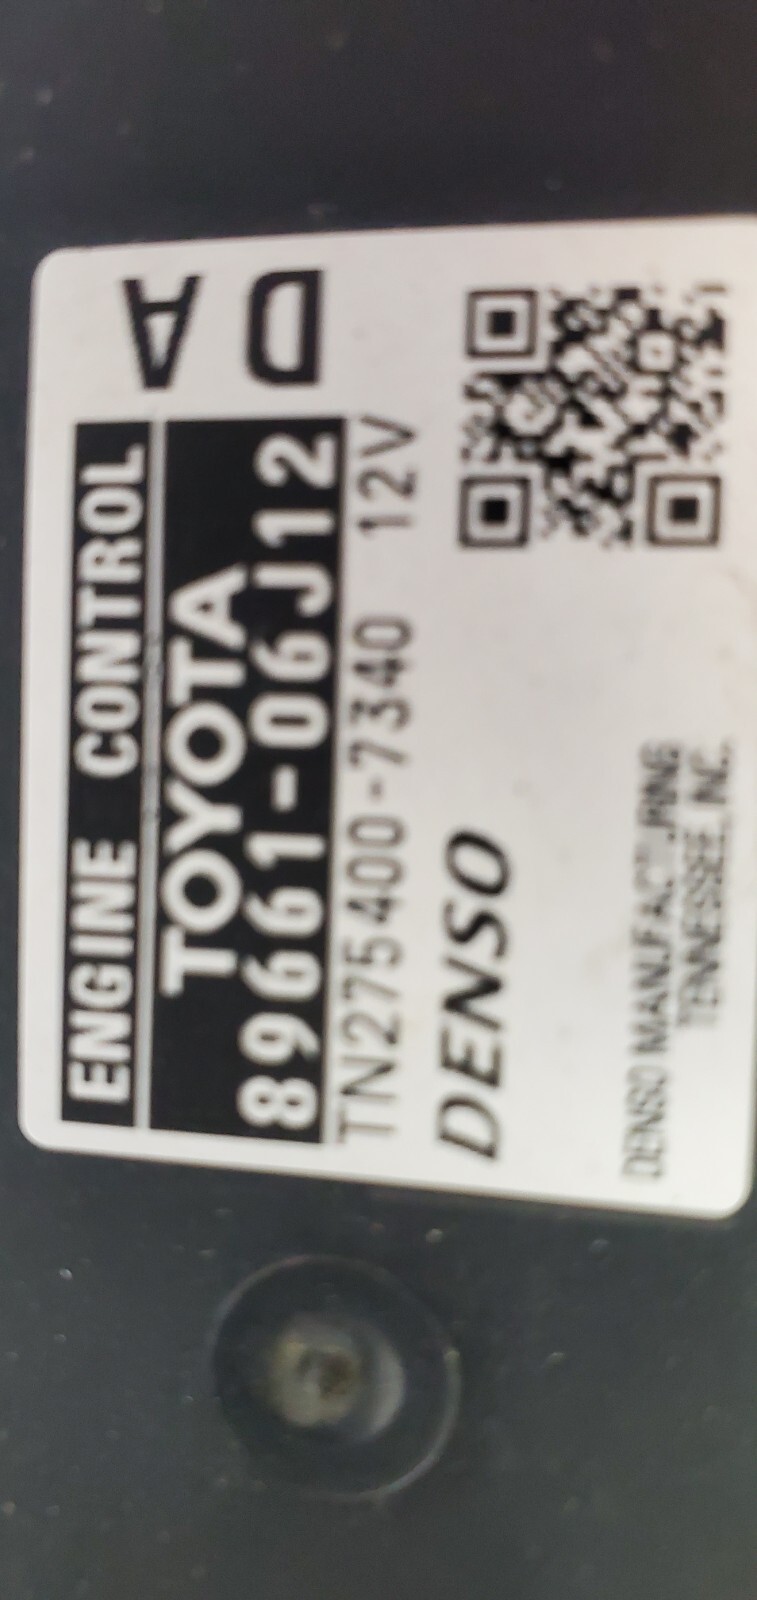 ENGINE CONTROL
A
TOYOTA
89661-06J12
D
TN275400-7340 12V
DENSO
DENSO MANUFACTURING
TENNESSEE, INC.